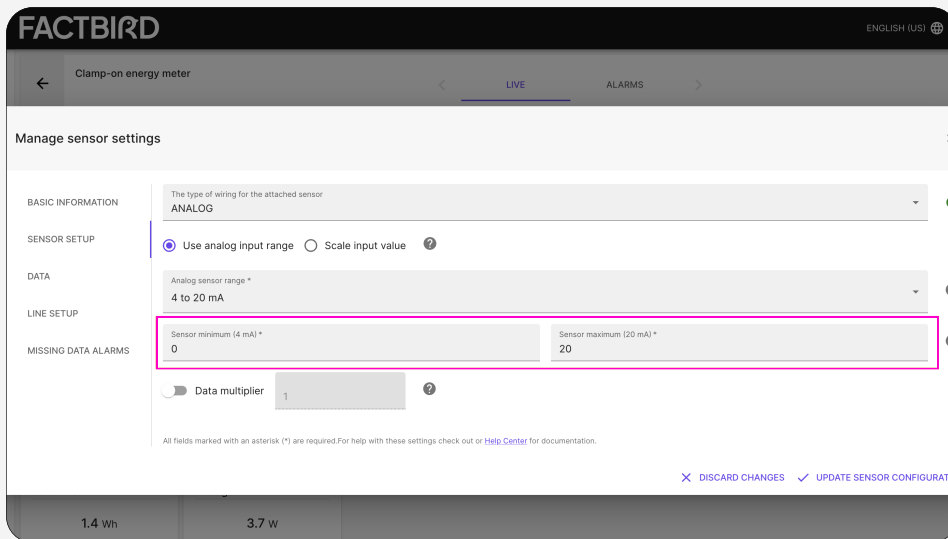 FACTBIRD
ENGLISH (US)
Clamp-on energy meter
LIVE
ALARMS
Manage sensor settings
BASIC INFORMATION
SENSOR SETUP
DATA
LINE SETUP
MISSING DATA ALARMS
The type of wiring for the attached sensor
ANALOG
Use analog input range
Scale input value
Analog sensor range *
4 to 20 mA
Sensor minimum (4 mA) *
0
Sensor maximum (20 mA) *
20
Data multiplier
1
All fields marked with an asterisk (*) are required.For help with these settings check out or Help Center for documentation.
DISCARD CHANGES
UPDATE SENSOR CONFIGURAT
1.4 Wh
3.7 W